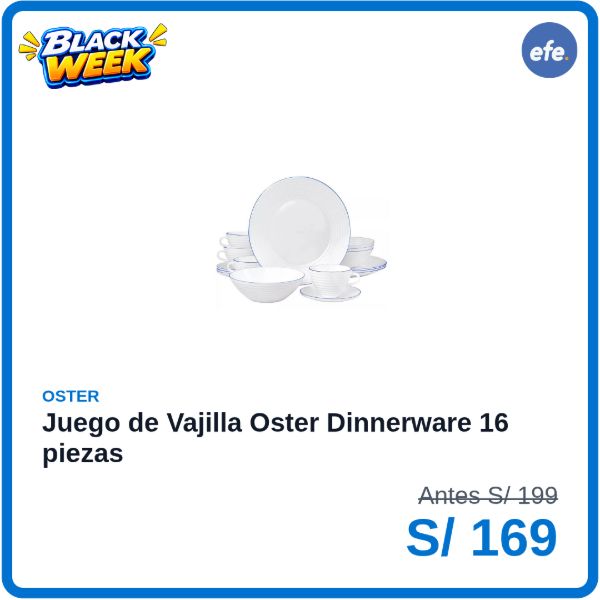 BLACK
WEEK
efe.
OSTER
Juego de Vajilla Oster Dinnerware 16
piezas
Antes S/ 199
S/ 169